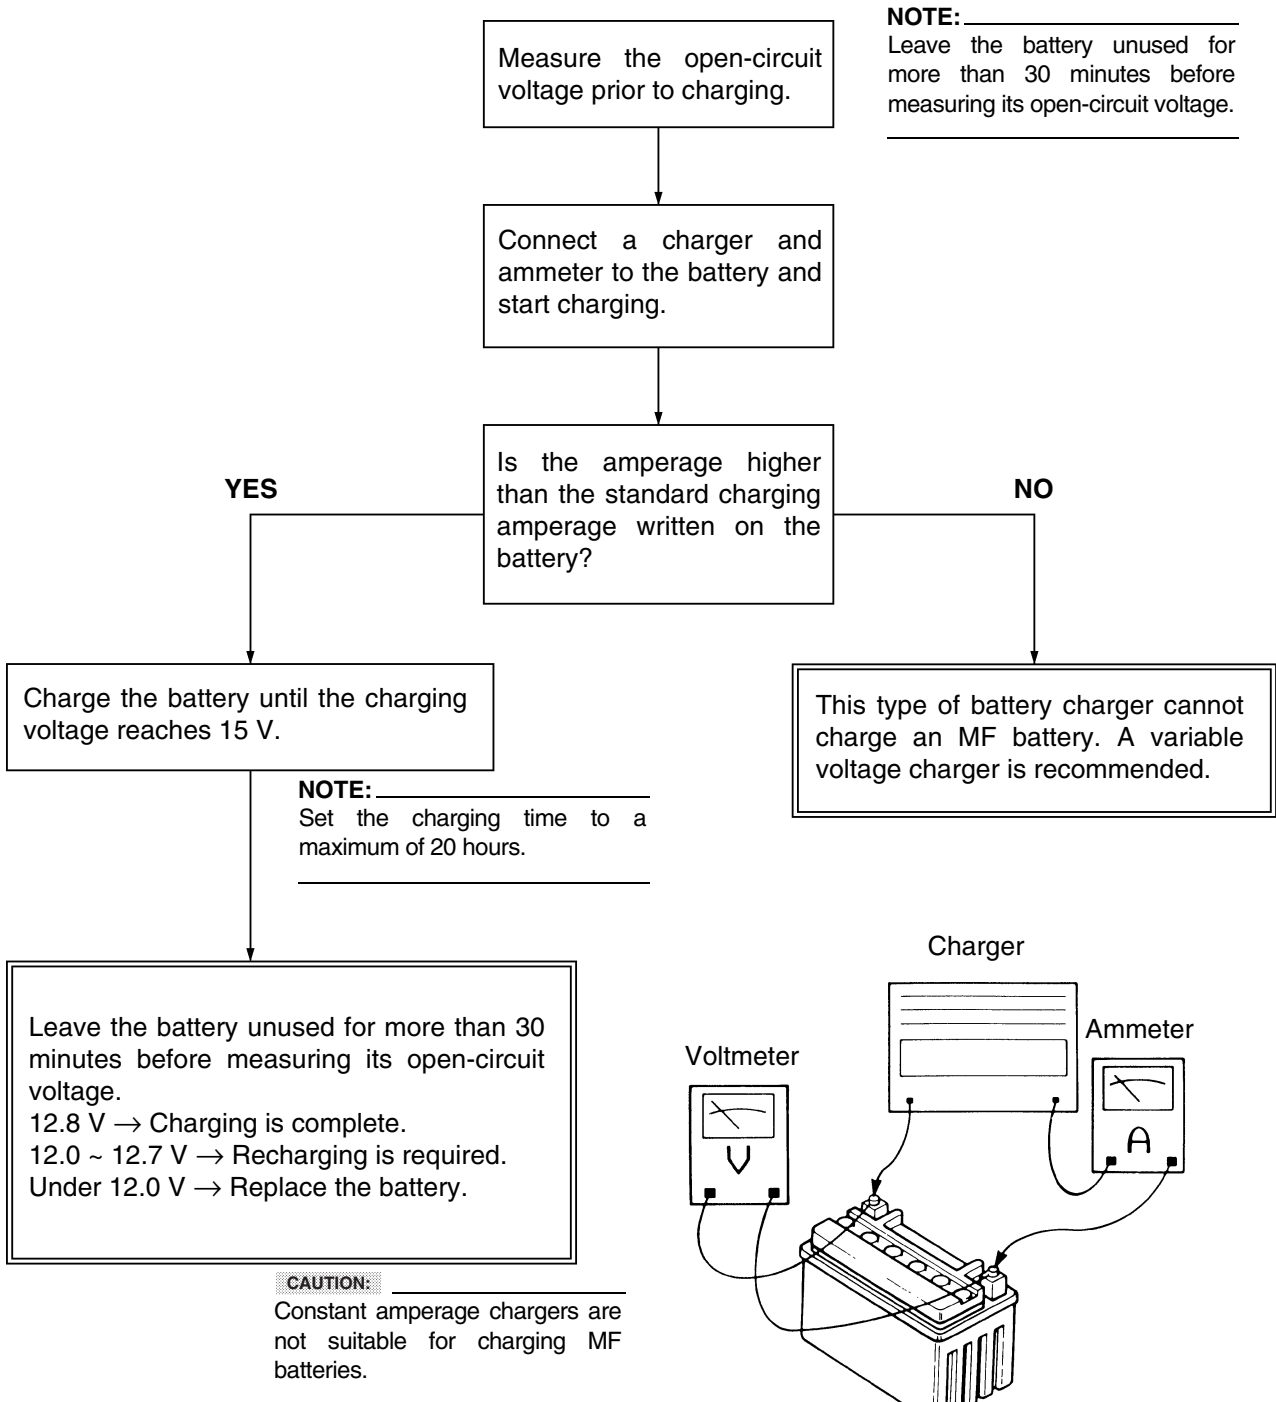 NOTE:
Leave the battery unused for
more than 30 minutes before
measuring its open-circuit voltage.
Measure the open-circuit
voltage prior to charging.
Connect a charger and
ammeter to the battery and
start charging.
Is the amperage higher
than the standard charging
amperage written on the
battery?
YES
NO
Charge the battery until the charging
voltage reaches 15 V.
This type of battery charger cannot
charge an MF battery. A variable
voltage charger is recommended.
NOTE:
Set the charging time to a
maximum of 20 hours.
Leave the battery unused for more than 30
minutes before measuring its open-circuit
voltage.
12.8 V → Charging is complete.
12.0 ~ 12.7 V → Recharging is required.
Under 12.0 V → Replace the battery.
Charger
Ammeter
Voltmeter
V
A
CAUTION:
Constant amperage chargers are
not suitable for charging MF
batteries.